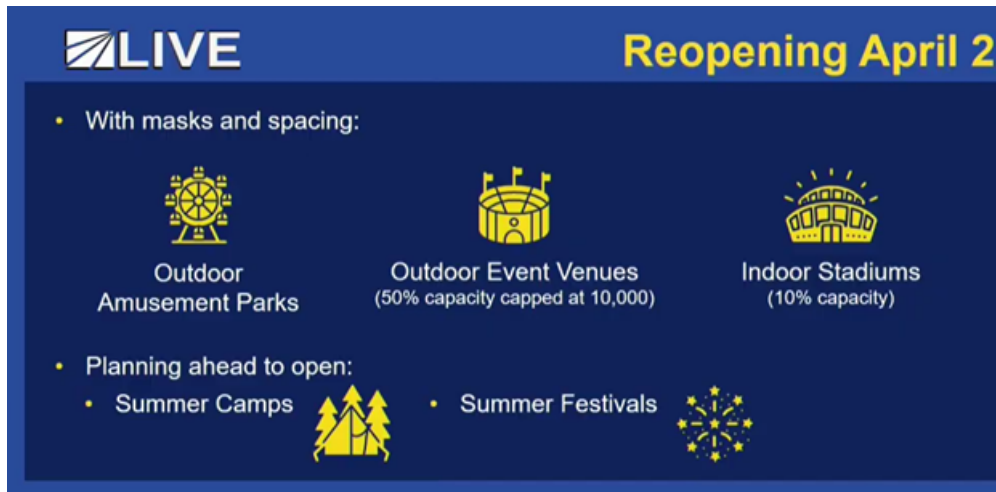 LIVE
Reopening April 2
• With masks and spacing:
Outdoor
Amusement Parks
Outdoor Event Venues
(50% capacity capped at 10,000)
Indoor Stadiums
(10% capacity)
• Planning ahead to open:
• Summer Camps
• Summer Festivals